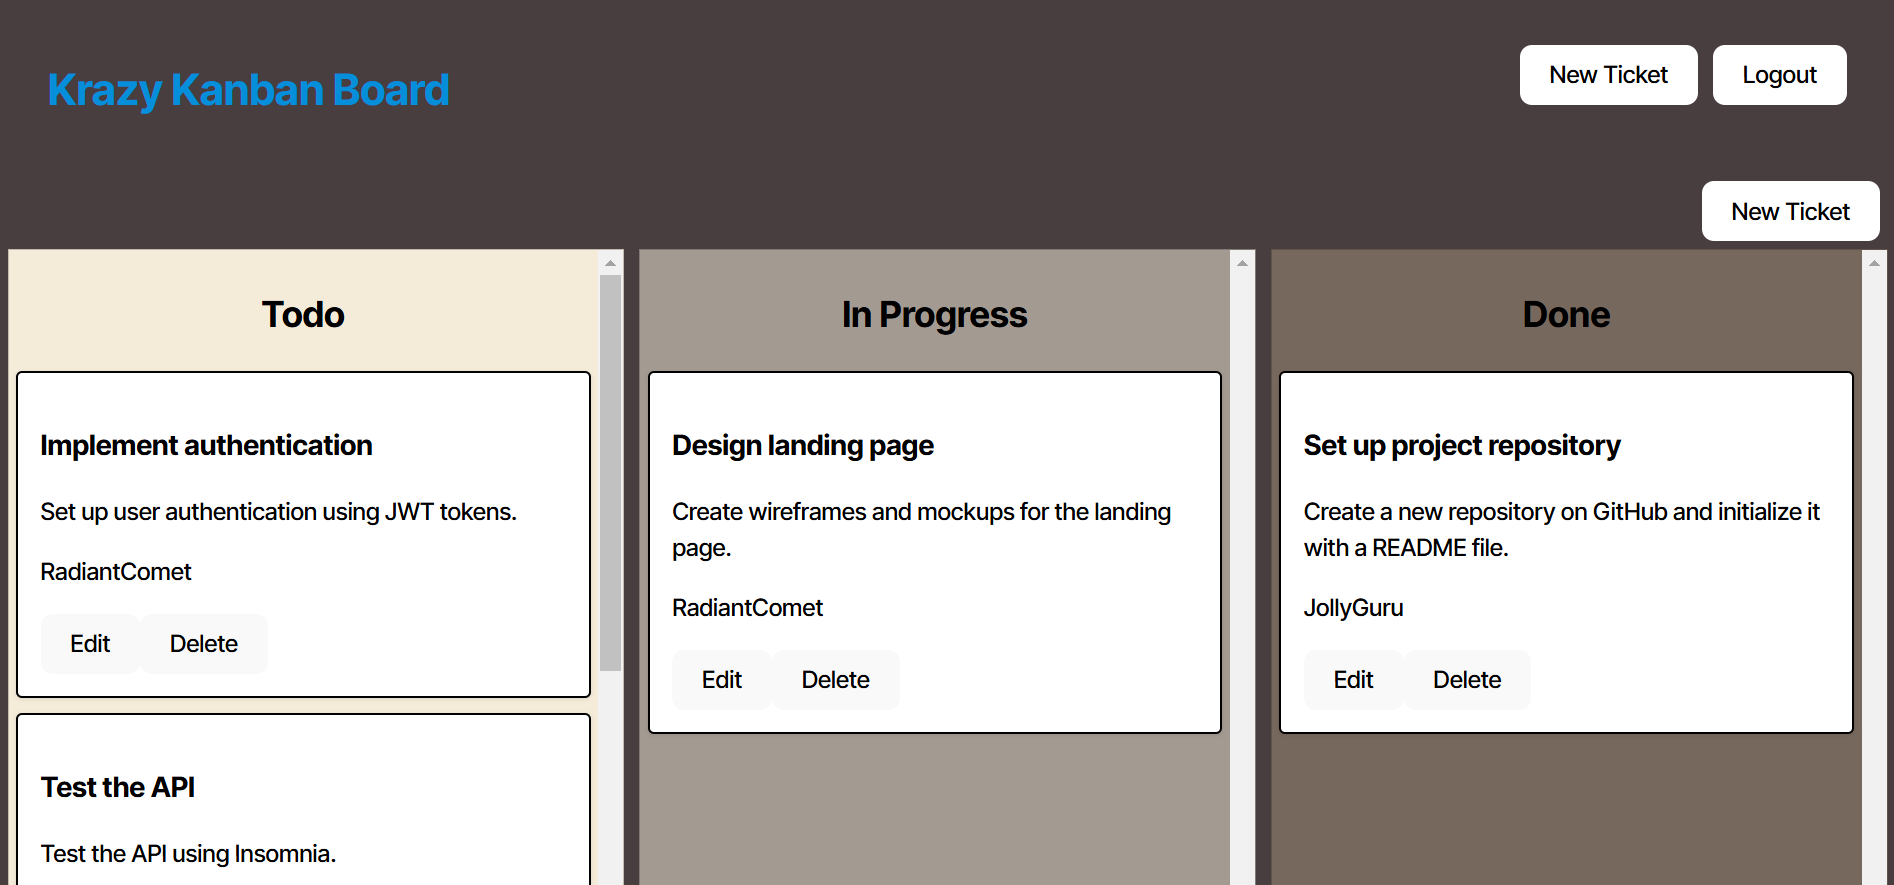 Krazy Kanban Board
New Ticket
Logout
New Ticket
Todo
Implement authentication
Set up user authentication using JWT tokens.
RadiantComet
Edit
Delete
Test the API
Test the API using Insomnia.
In Progress
Design landing page
Create wireframes and mockups for the landing
page.
RadiantComet
Edit
Delete
Done
Set up project repository
Create a new repository on GitHub and initialize it
with a README file.
JollyGuru
Edit
Delete